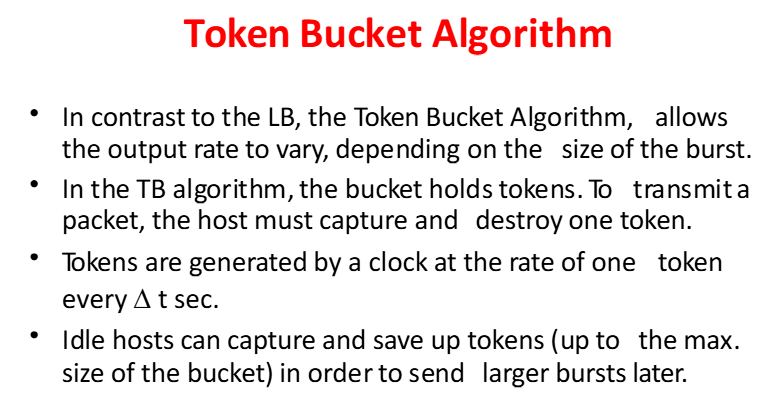 Token Bucket Algorithm
• In contrast to the LB, the Token Bucket Algorithm, allows
the output rate to vary, depending on the size of the burst.
• In the TB algorithm, the bucket holds tokens. To transmit a
packet, the host must capture and destroy one token.
• Tokens are generated by a clock at the rate of one token
every Δ t sec.
• Idle hosts can capture and save up tokens (up to the max.
size of the bucket) in order to send larger bursts later.